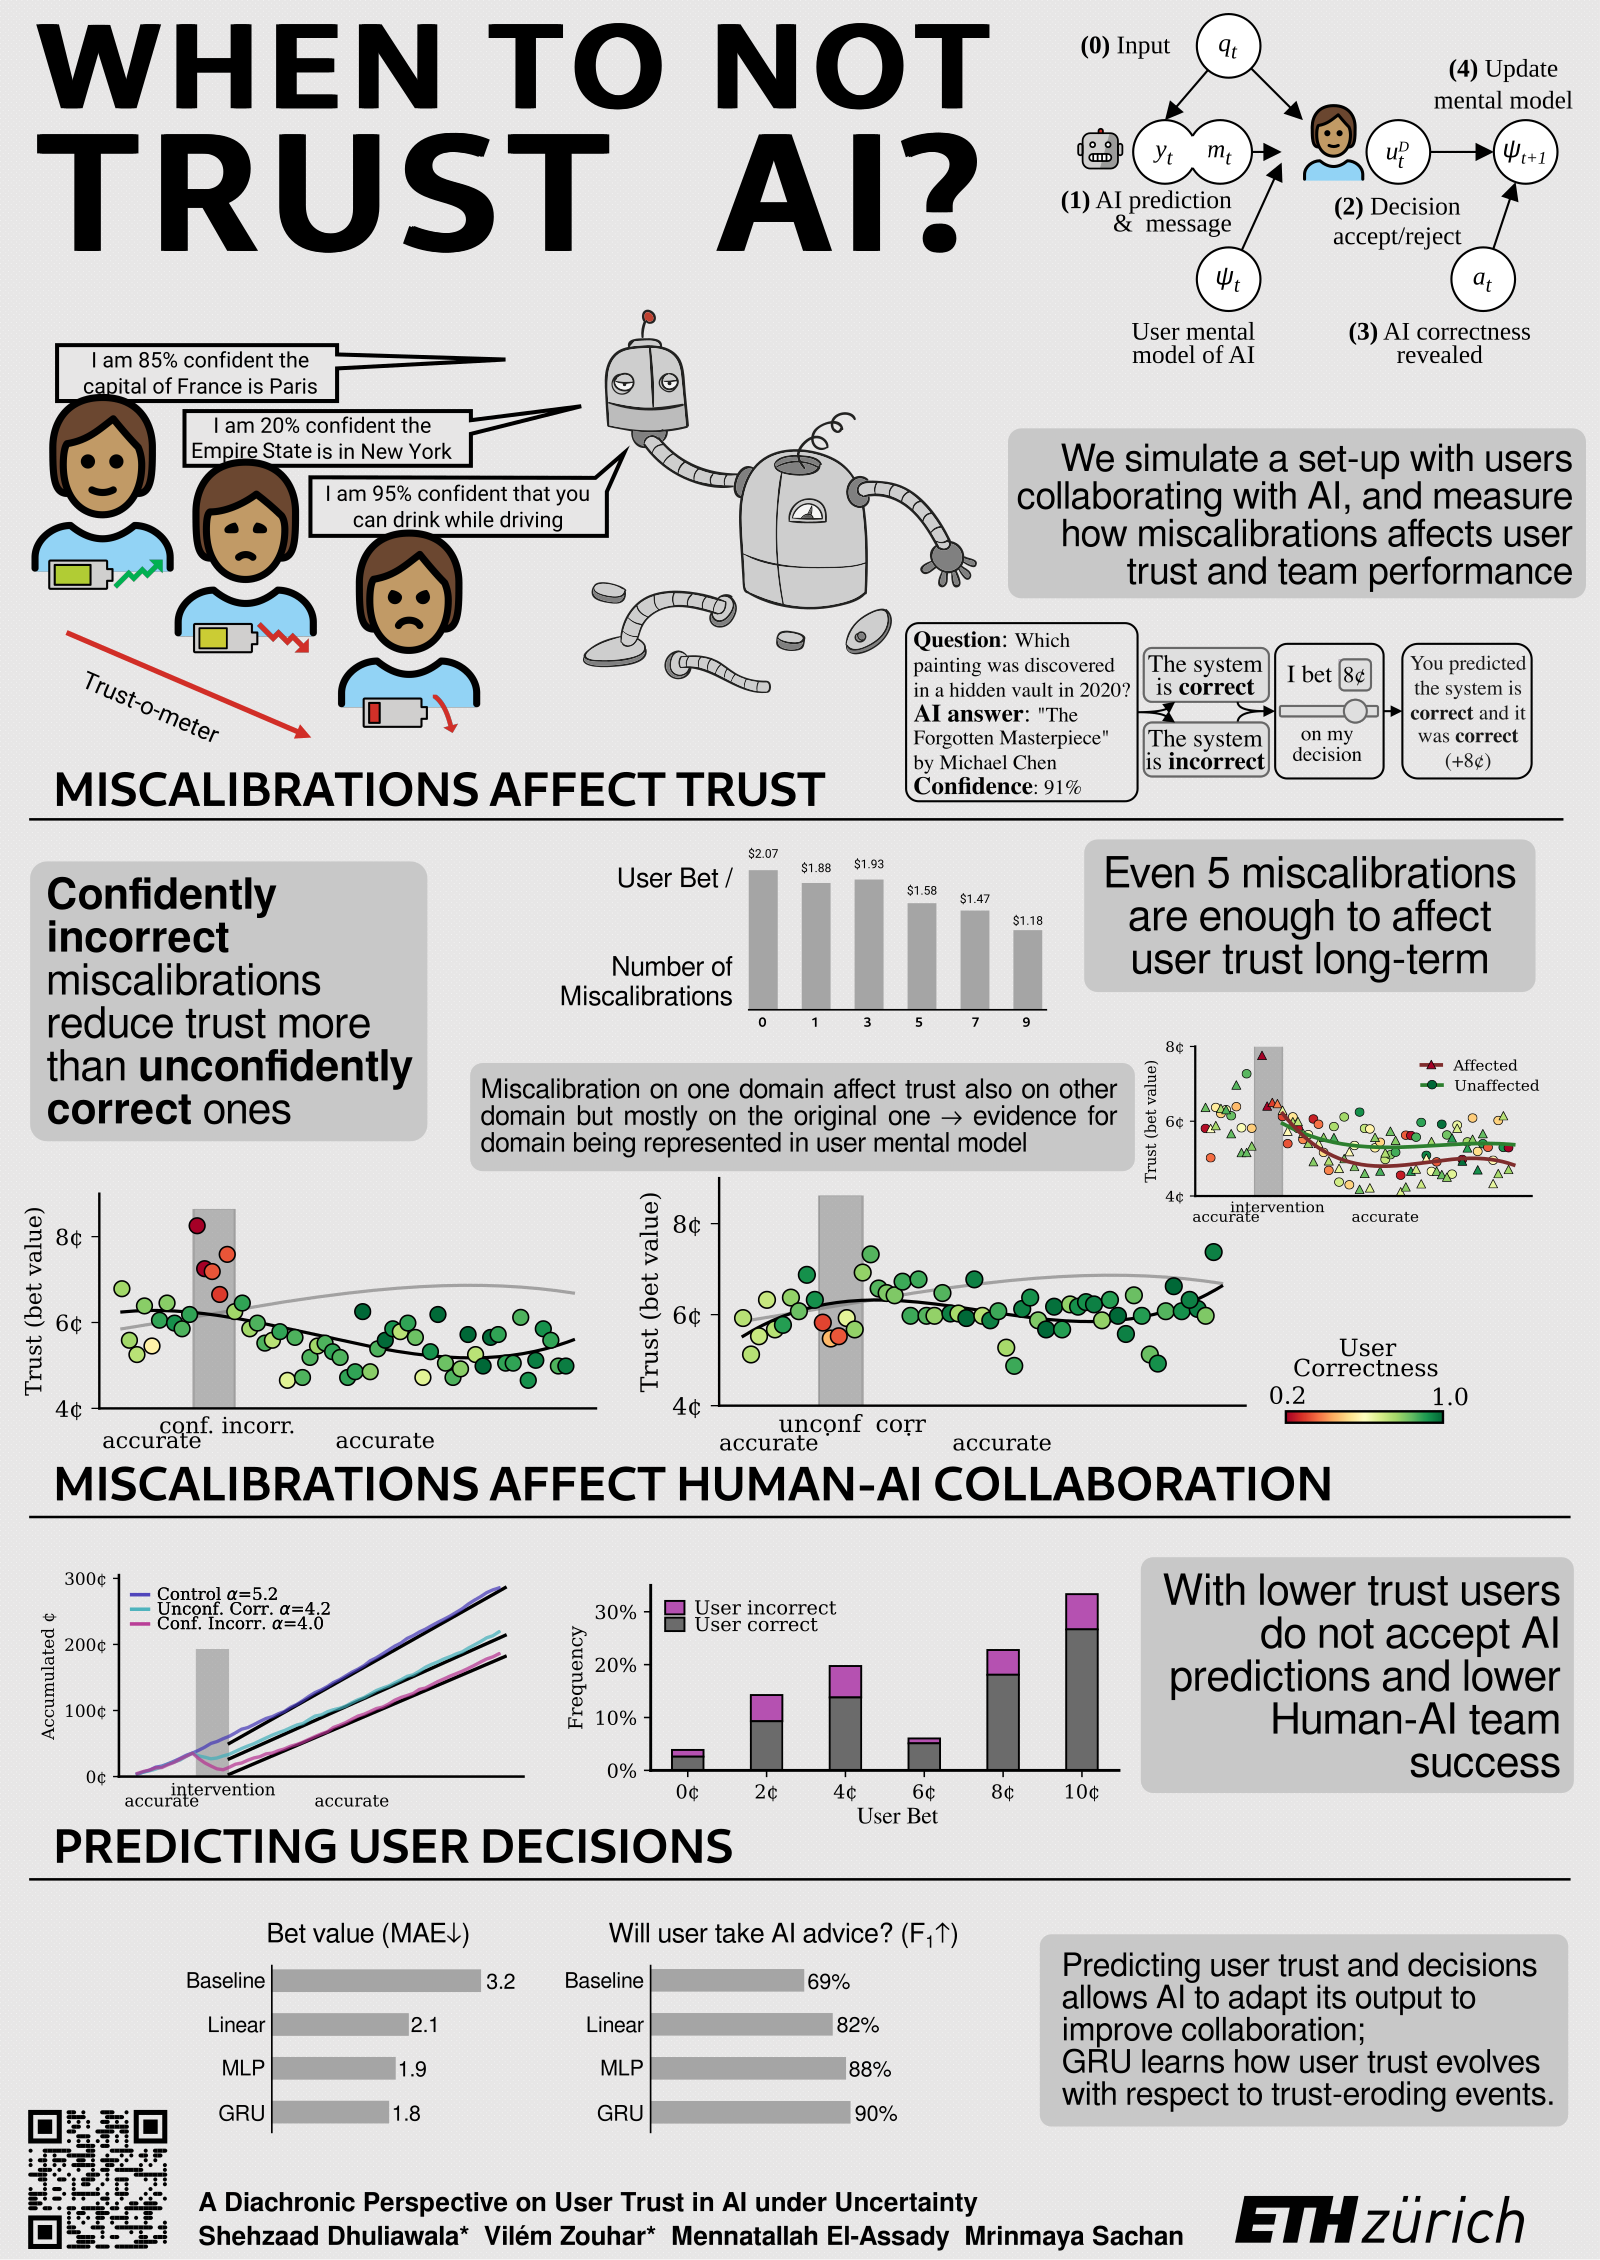 WHEN TO NOT
TRUST AI?
(0) Input
q_t
(4) Update
mental model
y_t m_t
u_t^D
ψ_{t+1}
(1) AI prediction
& message
(2) Decision
accept/reject
ψ_t
a_t
User mental
model of AI
(3) AI correctness
revealed
I am 85% confident the
capital of France is Paris
I am 20% confident the
Empire State is in New York
I am 95% confident that you
can drink while driving
Trust-o-meter
We simulate a set-up with users
collaborating with AI, and measure
how miscalibrations affects user
trust and team performance
Question: Which
painting was discovered
in a hidden vault in 2020?
AI answer: "The
Forgotten Masterpiece"
by Michael Chen
Confidence: 91%
The system
is correct
The system
is incorrect
I bet 8¢
on my
decision
You predicted
the system is
correct and it
was correct
(+8¢)
MISCALIBRATIONS AFFECT TRUST
Confidently
incorrect
miscalibrations
reduce trust more
than unconfidently
correct ones
User Bet /
Number of
Miscalibrations
$2.07
$1.88
$1.93
$1.58
$1.47
$1.18
0 1 3 5 7 9
Even 5 miscalibrations
are enough to affect
user trust long-term
Miscalibration on one domain affect trust also on other
domain but mostly on the original one → evidence for
domain being represented in user mental model
Trust (bet value)
8¢
6¢
4¢
Affected
Unaffected
intervention
accurate accurate
Trust (bet value)
8¢
6¢
4¢
conf. incorr.
accurate accurate
Trust (bet value)
8¢
6¢
4¢
unconf corr
accurate accurate
User
Correctness
0.2 1.0
MISCALIBRATIONS AFFECT HUMAN-AI COLLABORATION
Accumulated ¢
300¢
200¢
100¢
0¢
Control α=5.2
Unconf. Corr. α=4.2
Conf. Incorr. α=4.0
intervention
accurate accurate
Frequency
30%
20%
10%
0%
User incorrect
User correct
0¢ 2¢ 4¢ 6¢ 8¢ 10¢
User Bet
With lower trust users
do not accept AI
predictions and lower
Human-AI team
success
PREDICTING USER DECISIONS
Bet value (MAE↓)
Baseline 3.2
Linear 2.1
MLP 1.9
GRU 1.8
Will user take AI advice? (F₁↑)
Baseline 69%
Linear 82%
MLP 88%
GRU 90%
Predicting user trust and decisions
allows AI to adapt its output to
improve collaboration;
GRU learns how user trust evolves
with respect to trust-eroding events.
A Diachronic Perspective on User Trust in AI under Uncertainty
Shehzaad Dhuliawala* Vilém Zouhar* Mennatallah El-Assady Mrinmaya Sachan
ETH zürich